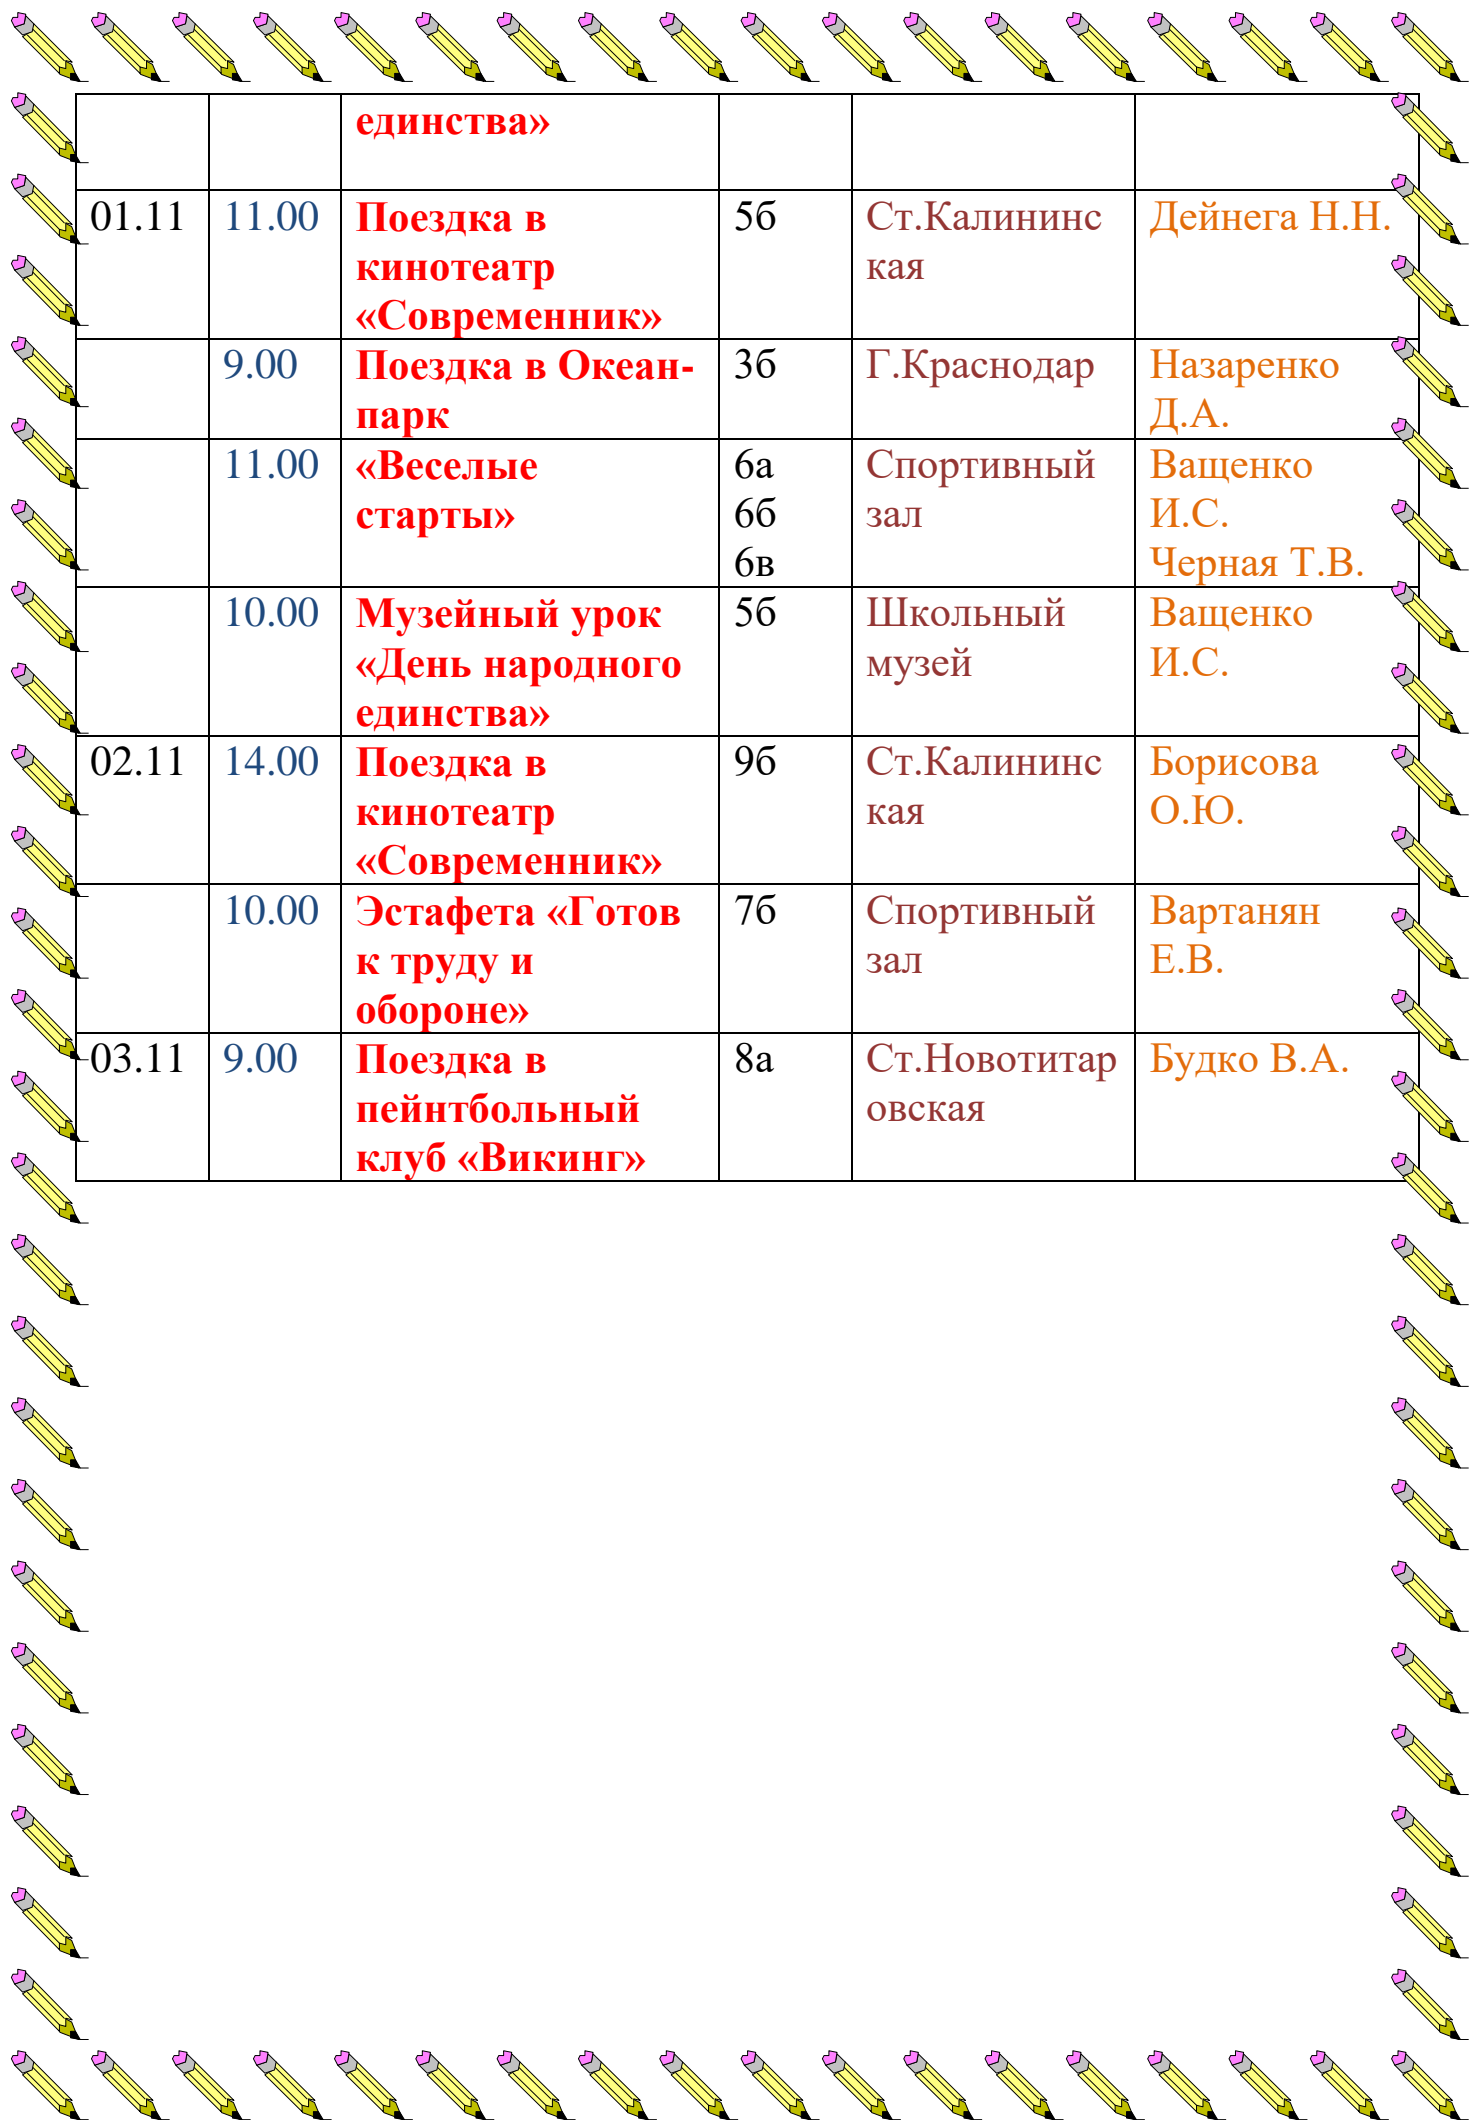 единства»
01.11 11.00 Поездка в 5б Ст.Калининс Дейнега Н.Н.
кинотеатр кая
«Современник»
9.00 Поездка в Океан- 3б Г.Краснодар Назаренко
парк Д.А.
11.00 «Веселые 6а Спортивный Ващенко
старты» 6б зал И.С.
6в Черная Т.В.
10.00 Музейный урок 5б Школьный Ващенко
«День народного музей И.С.
единства»
02.11 14.00 Поездка в 9б Ст.Калининс Борисова
кинотеатр кая О.Ю.
«Современник»
10.00 Эстафета «Готов 7б Спортивный Вартанян
к труду и зал Е.В.
обороне»
03.11 9.00 Поездка в 8а Ст.Новотитар Будко В.А.
пейнтбольный овская
клуб «Викинг»